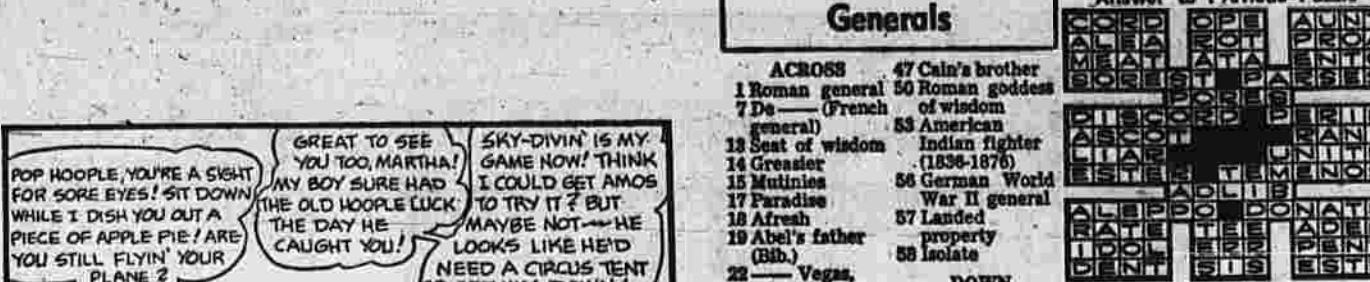 POP HOOPLE, YOU'RE A SIGHT
FOR SORE EYES! SIT DOWN
WHILE I DISH YOU OUT A
PIECE OF APPLE PIE! ARE
YOU STILL FLYIN' YOUR
PLANE?
GREAT TO SEE
YOU TOO, MARTHA!
MY BOY SURE HAD
THE OLD HOOPLE LUCK
THE DAY HE
CAUGHT YOU!
SKY-DIVIN' IS MY
GAME NOW! THINK
I COULD GET AMOS
TO TRY IT? BUT
MAYBE NOT—HE
LOOKS LIKE HE'D
NEED A CIRCUS TENT
Generals
ACROSS
1 Roman general
7 De —— (French
general)
13 Seat of wisdom
14 Greasier
15 Mutinies
17 Paradise
18 Afresh
19 Abel's father
(Bib.)
22 —— Vegas,
47 Cain's brother
50 Roman goddess
of wisdom
53 American
Indian fighter
(1836-1876)
56 German World
War II general
57 Landed
property
58 Isolate
DOWN
Answer to Previous
CORD OPE AUN
ALEA ROT PRO
MEAT ATA ENT
BOREST PARSE
PORES
DISCORD PERI
ASCOT RAN
LIAR UNIT
ESTER TEMENO
ADLIB
ALEPPO DONAT
RATE TEE ADE
IDOL ERR PEN
DENT SIS EST